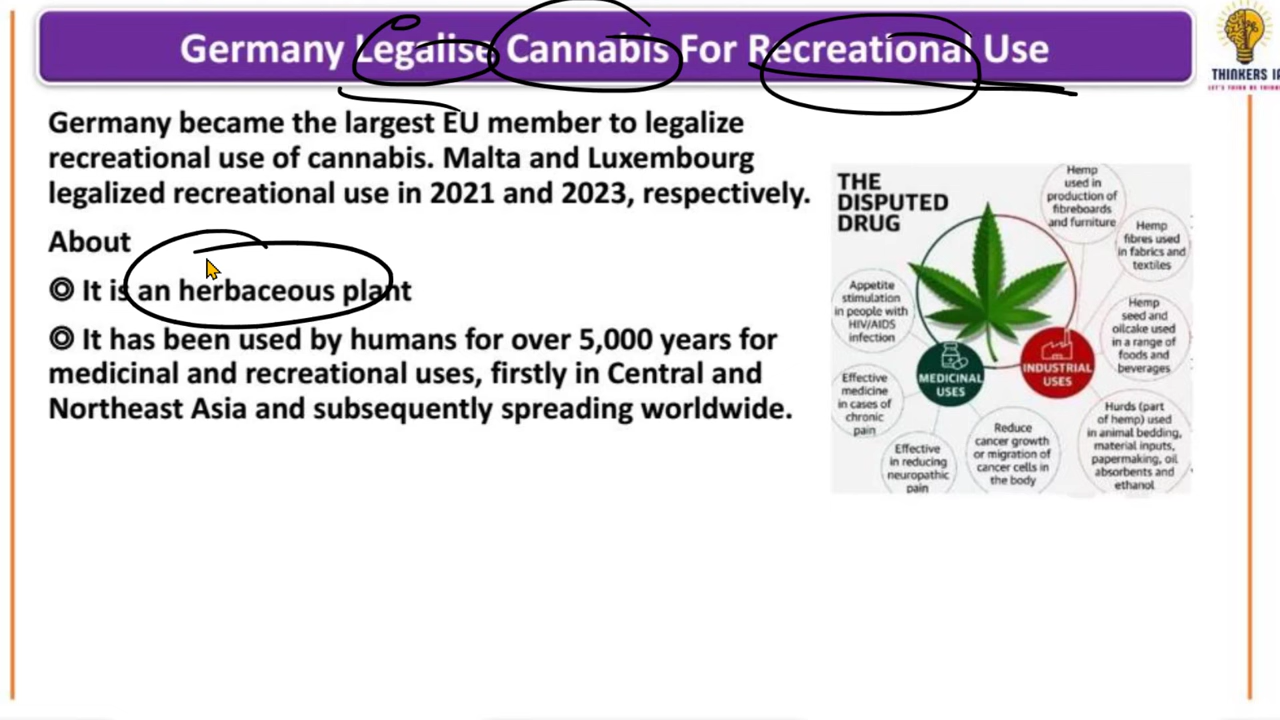 Germany Legalise Cannabis For Recreational Use
THINKERS IA
LET'S THINK BE THINK
Germany became the largest EU member to legalize
recreational use of cannabis. Malta and Luxembourg
legalized recreational use in 2021 and 2023, respectively.
About
◎ It is an herbaceous plant
◎ It has been used by humans for over 5,000 years for
medicinal and recreational uses, firstly in Central and
Northeast Asia and subsequently spreading worldwide.
THE
DISPUTED
DRUG
Hemp
used in
production of
fibreboards
and furniture
Hemp
fibres used
in fabrics and
textiles
Hemp
seed and
oilcake used
in a range of
foods and
beverages
Hurds (part
of hemp) used
in animal bedding,
material inputs,
papermaking, oil
absorbents and
ethanol
INDUSTRIAL
USES
MEDICINAL
USES
Appetite
stimulation
in people with
HIV/AIDS
infection
Effective
medicine
in cases of
chronic
pain
Effective
in reducing
neuropathic
pain
Reduce
cancer growth
or migration of
cancer cells in
the body